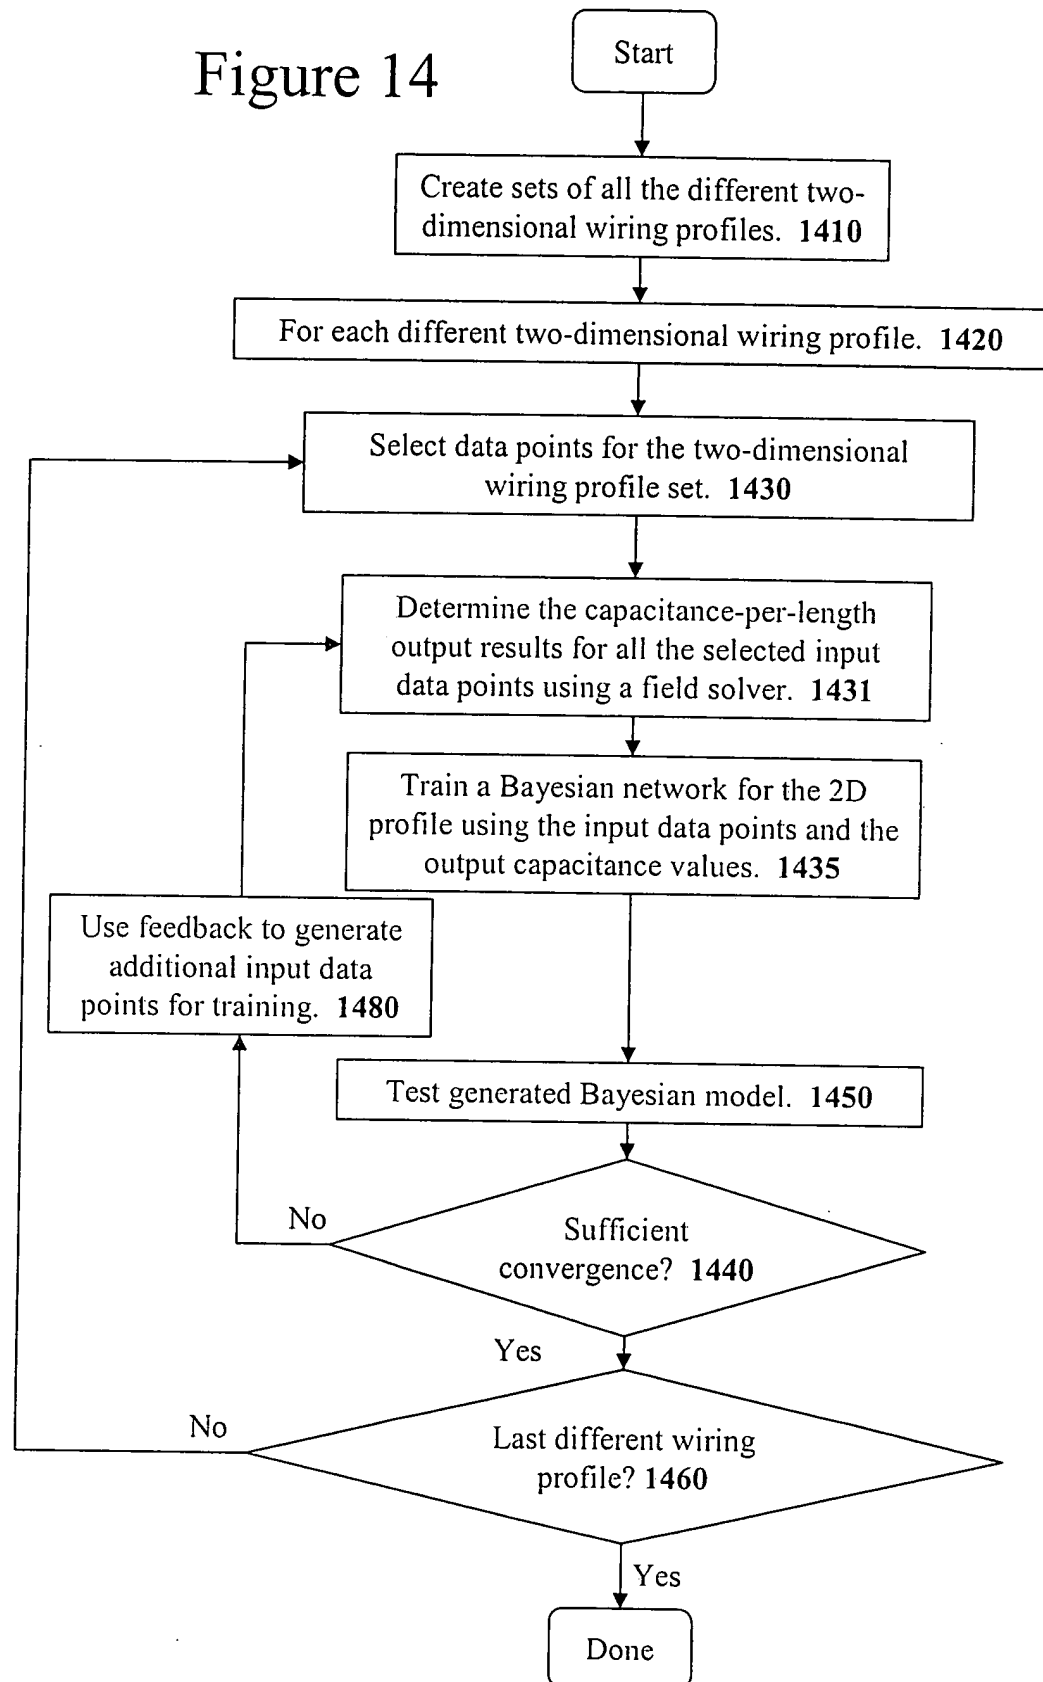 Figure 14
Start
Create sets of all the different two-
dimensional wiring profiles. 1410
For each different two-dimensional wiring profile. 1420
Select data points for the two-dimensional
wiring profile set. 1430
Determine the capacitance-per-length
output results for all the selected input
data points using a field solver. 1431
Train a Bayesian network for the 2D
profile using the input data points and the
output capacitance values. 1435
Use feedback to generate
additional input data
points for training. 1480
Test generated Bayesian model. 1450
No
Sufficient
convergence? 1440
Yes
No
Last different wiring
profile? 1460
Yes
Done